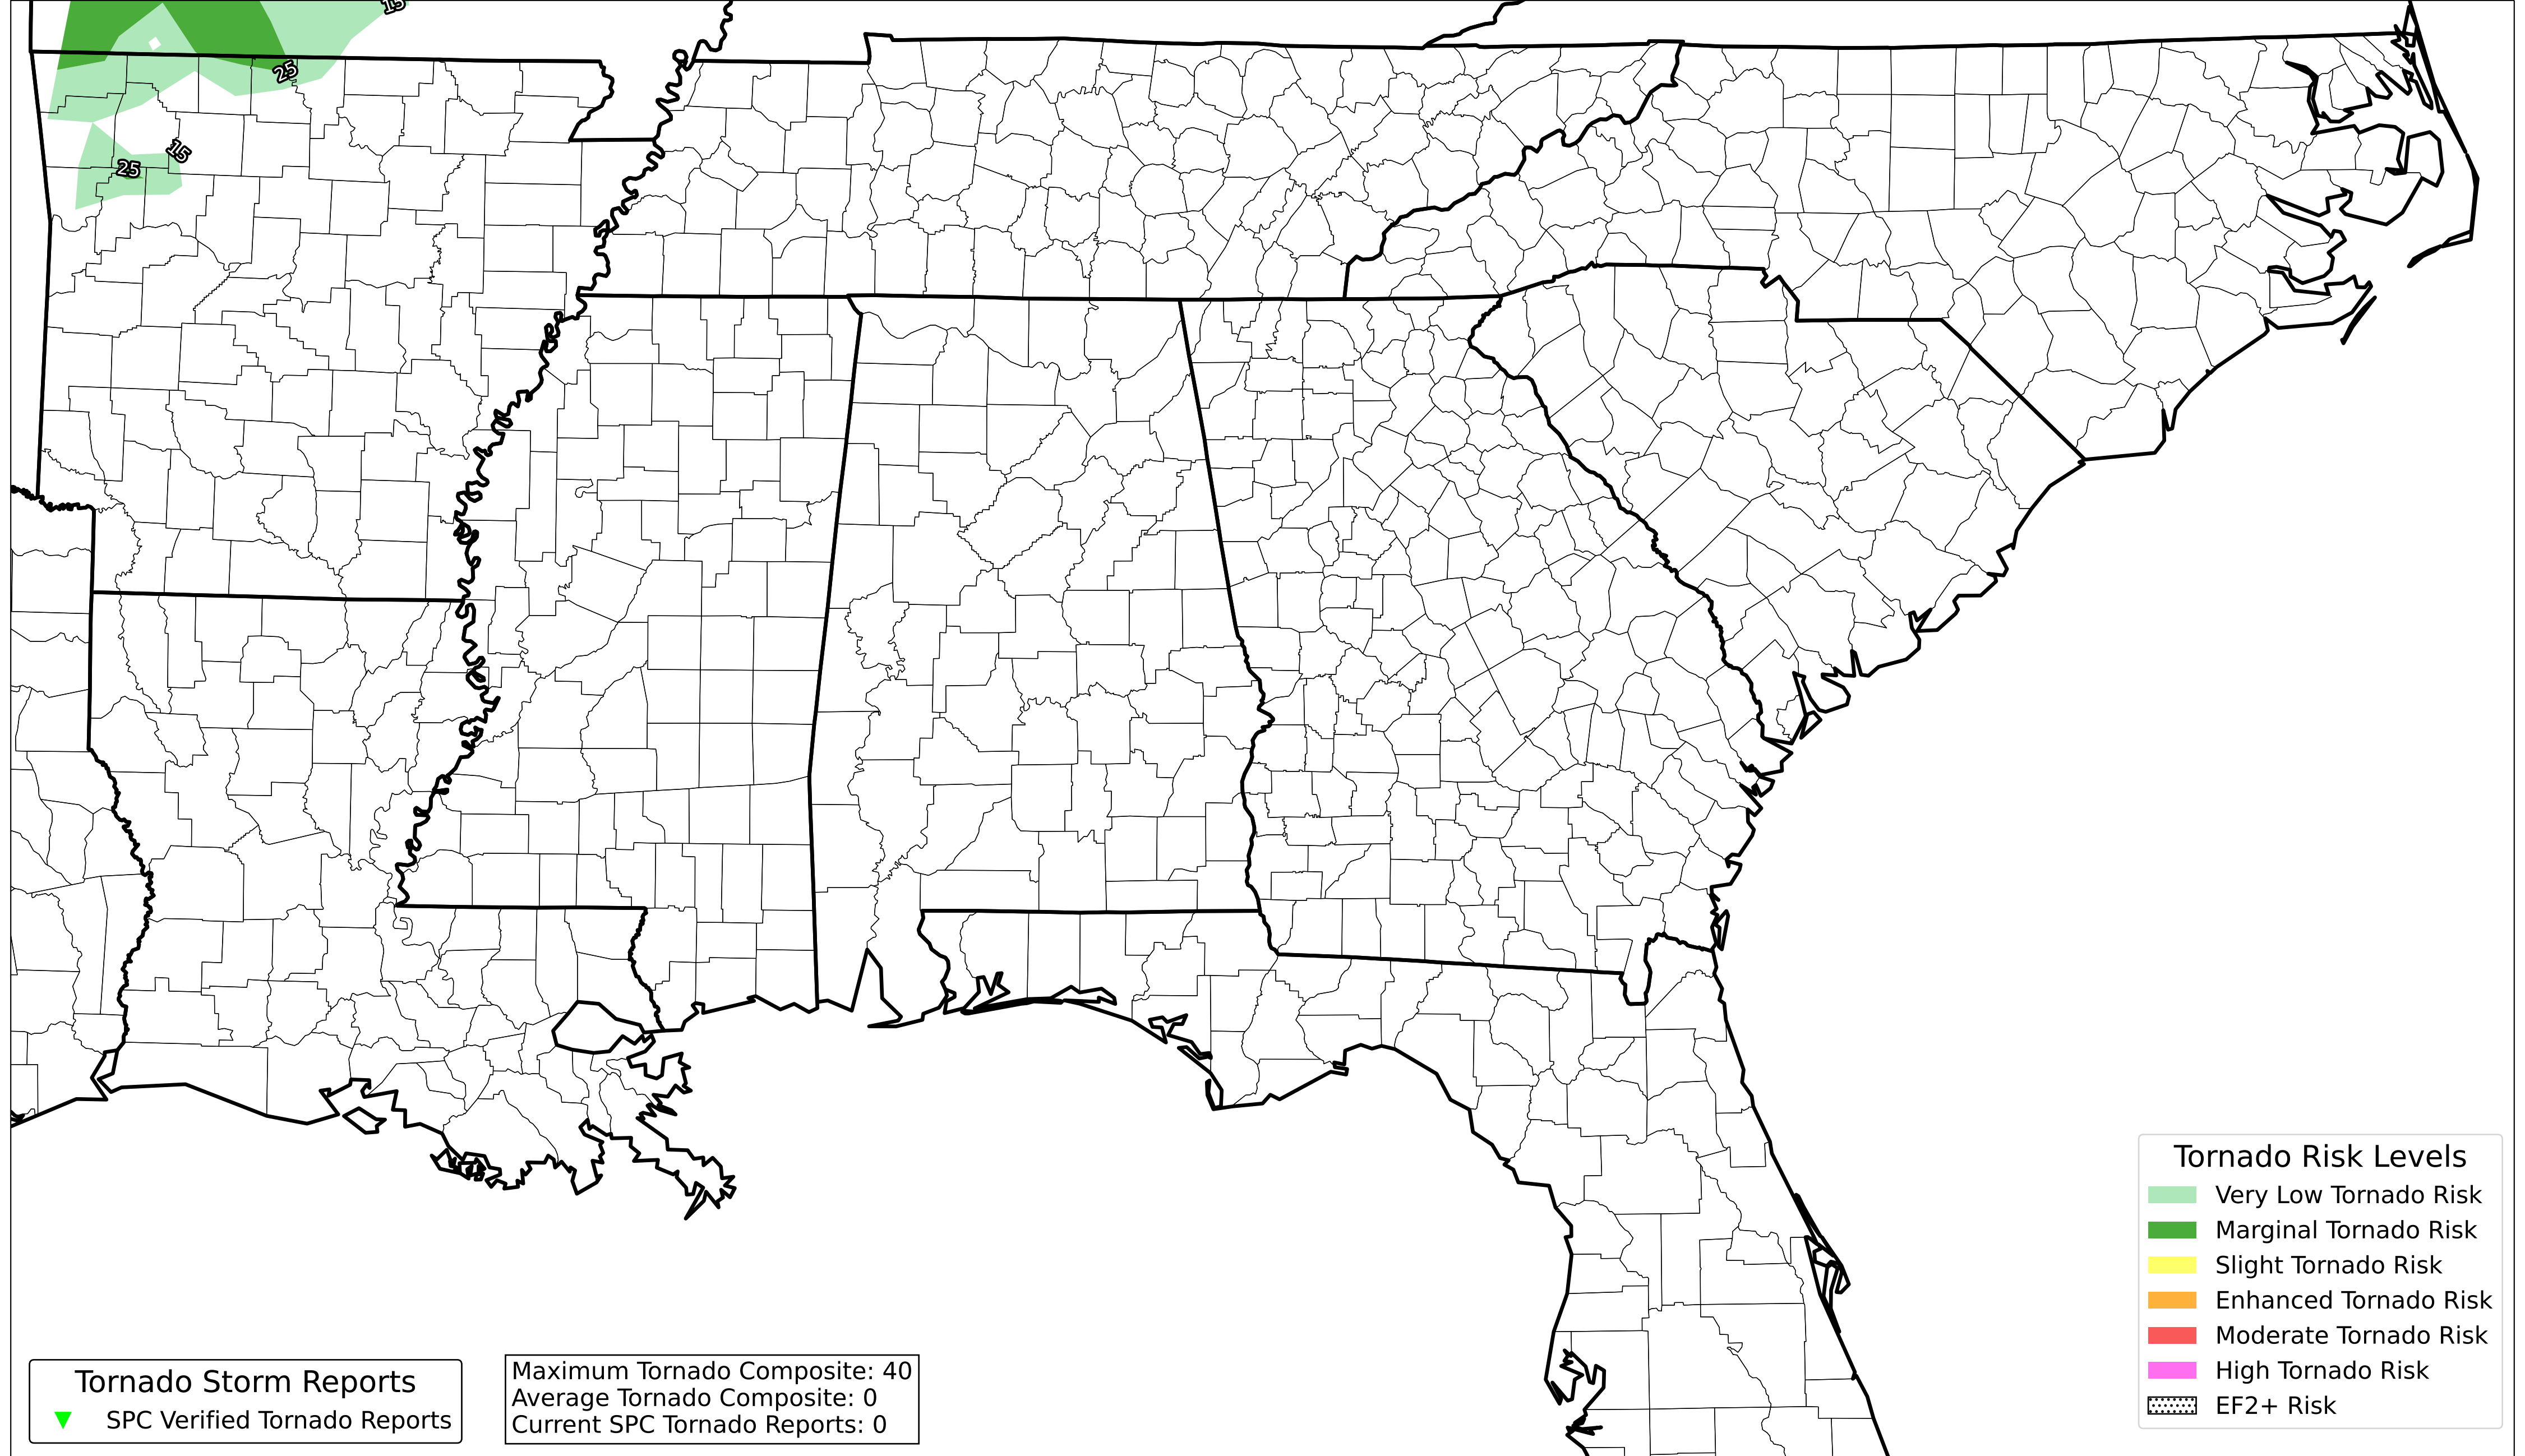 15
25
15
25
Tornado Risk Levels
Very Low Tornado Risk
Marginal Tornado Risk
Slight Tornado Risk
Enhanced Tornado Risk
Moderate Tornado Risk
High Tornado Risk
EF2+ Risk
Tornado Storm Reports
SPC Verified Tornado Reports
Maximum Tornado Composite: 40
Average Tornado Composite: 0
Current SPC Tornado Reports: 0